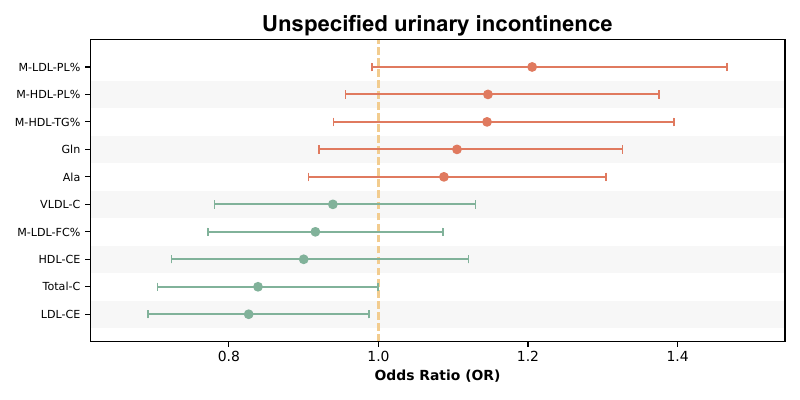 Unspecified urinary incontinence
M-LDL-PL%
M-HDL-PL%
M-HDL-TG%
Gln
Ala
VLDL-C
M-LDL-FC%
HDL-CE
Total-C
LDL-CE
0.8 1.0 1.2 1.4
Odds Ratio (OR)